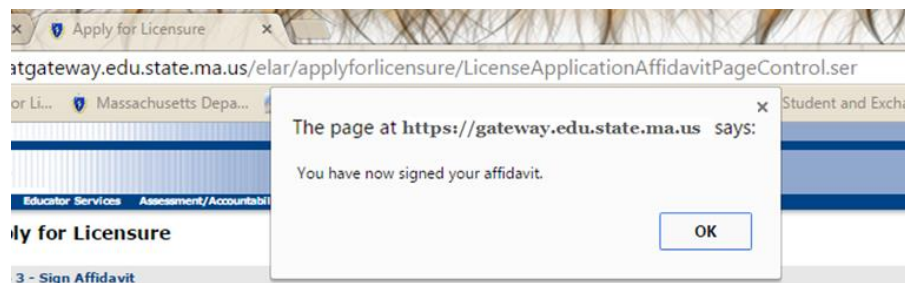 Apply for Licensure
atgateway.edu.state.ma.us/elar/applyforlicensure/LicenseApplicationAffidavitPageControl.ser
or Li... Massachusetts Depa... Student and Excha
The page at https://gateway.edu.state.ma.us says:
You have now signed your affidavit.
Educator Services Assessment/Accountabil
OK
ly for Licensure
3 - Sign Affidavit